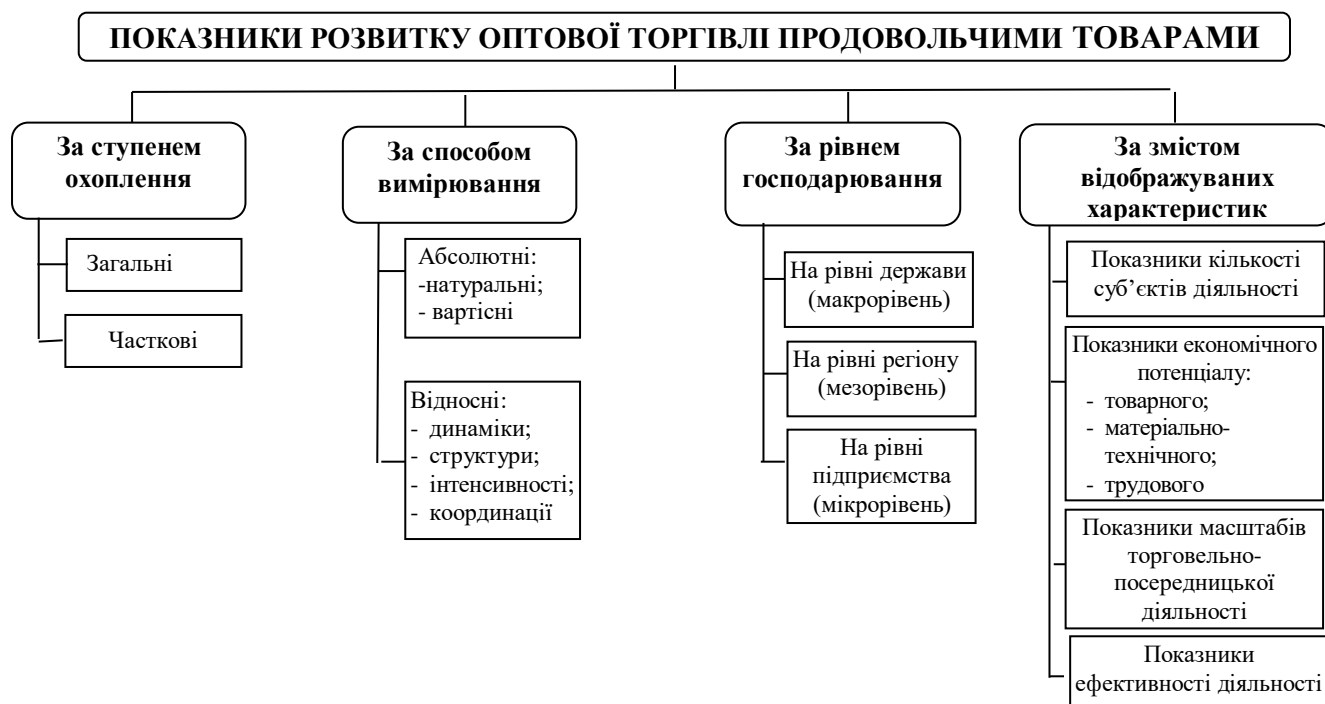 ПОКАЗНИКИ РОЗВИТКУ ОПТОВОЇ ТОРГІВЛІ ПРОДОВОЛЬЧИМИ ТОВАРАМИ
За ступенем
охоплення
Загальні
Часткові
За способом
вимірювання
Абсолютні:
-натуральні;
- вартісні
Відносні:
- динаміки;
- структури;
- інтенсивності;
- координації
За рівнем
господарювання
На рівні держави
(макрорівень)
На рівні регіону
(мезорівень)
На рівні
підприємства
(мікрорівень)
За змістом
відображуваних
характеристик
Показники кількості
суб’єктів діяльності
Показники економічного
потенціалу:
- товарного;
- матеріально-
технічного;
- трудового
Показники масштабів
торговельно-
посередницької
діяльності
Показники
ефективності діяльності